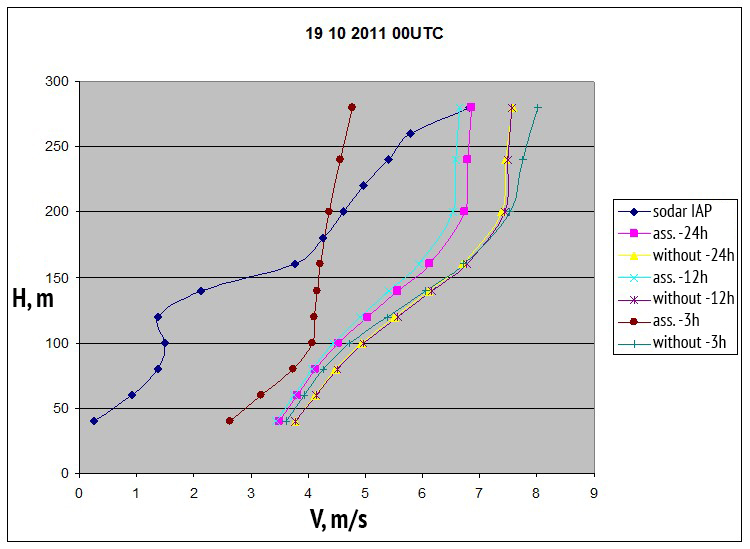 19 10 2011 00UTC
300
250
200
150
100
50
0
H, m
0 1 2 3 4 5 6 7 8 9
V, m/s
sodar IAP
ass. -24h
without -24h
ass. -12h
without -12h
ass. -3h
without -3h